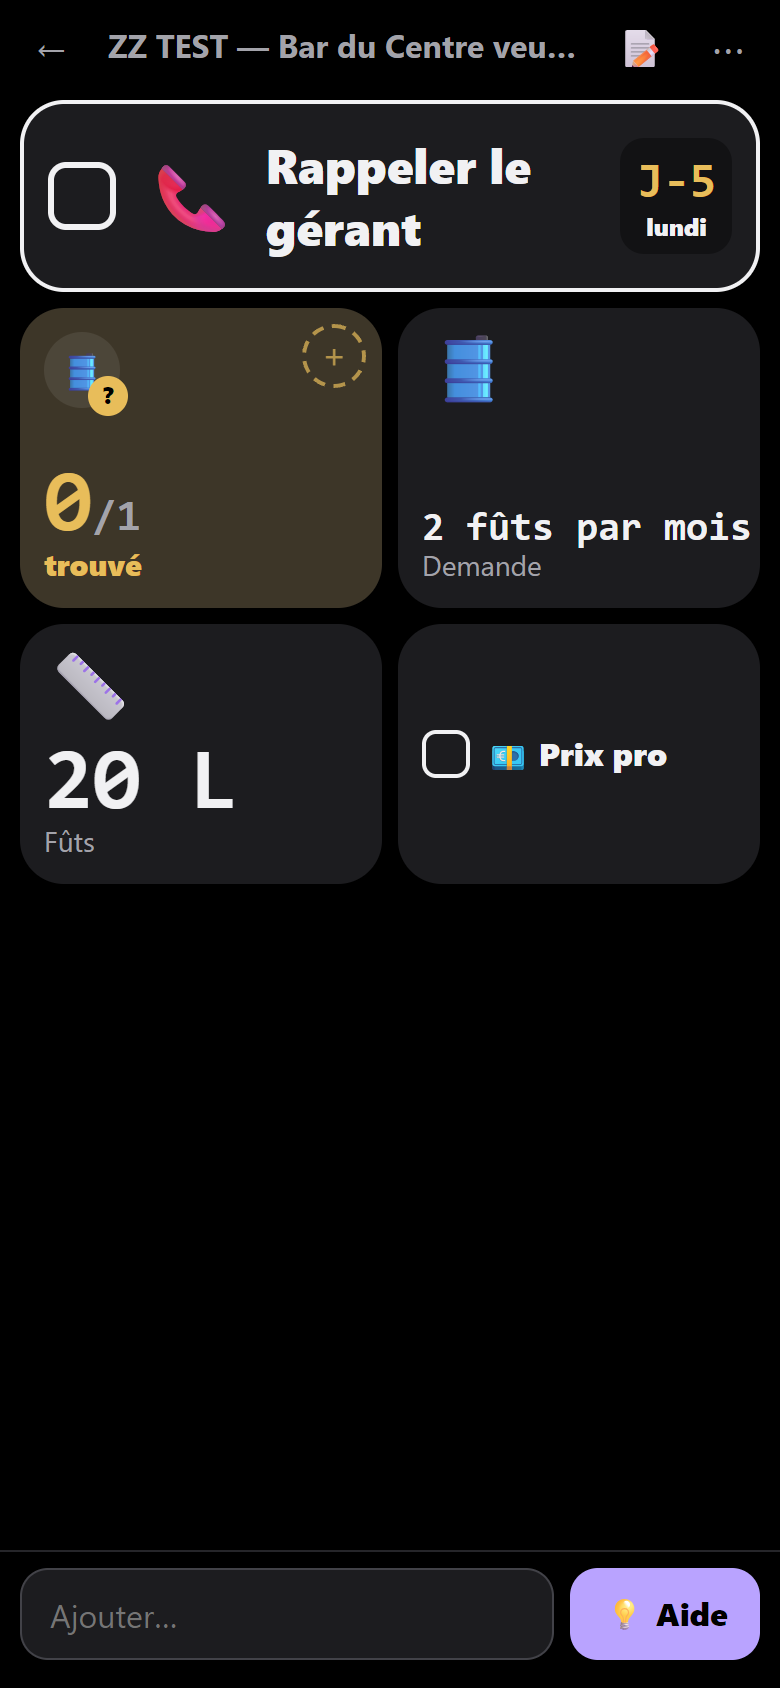 ← ZZ TEST — Bar du Centre veu... ...
Rappeler le
gérant
J-5
lundi
?
+
0/1
trouvé
2 fûts par mois
Demande
20 L
Fûts
Prix pro
Ajouter...
Aide